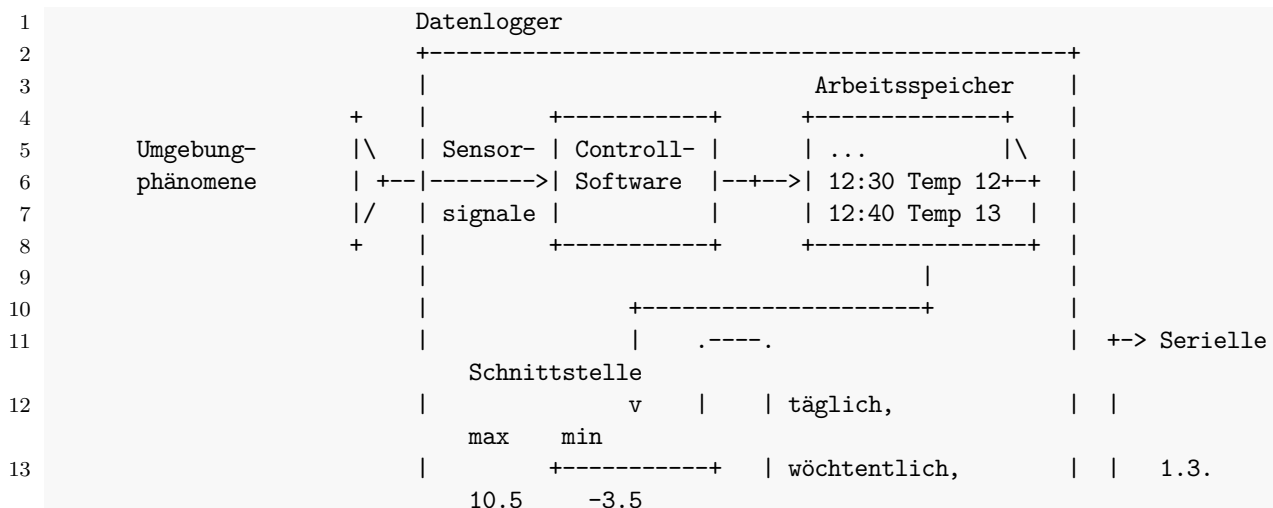 1                             Datenlogger
2                             +------------------------------------------------+
3                             |                             Arbeitsspeicher    |
4                        +    |         +-----------+      +--------------+    |
5        Umgebung-       |\   | Sensor- | Controll- |      | ...          |\   |
6        phänomene       | +--|-------->| Software  |--+-->| 12:30 Temp 12+-+  |
7                        |/   | signale |           |      | 12:40 Temp 13  |  |
8                        +    |         +-----------+      +----------------+  |
9                             |                                     |          |
10                            |               +---------------------+          |
11                            |               |    .----.                      |  +-> Serielle
                                 Schnittstelle
12                            |               v    |    | täglich,             |  |
                                 max    min
13                            |         +-----------+   | wöchtentlich,        |  |   1.3.
                                 10.5     -3.5